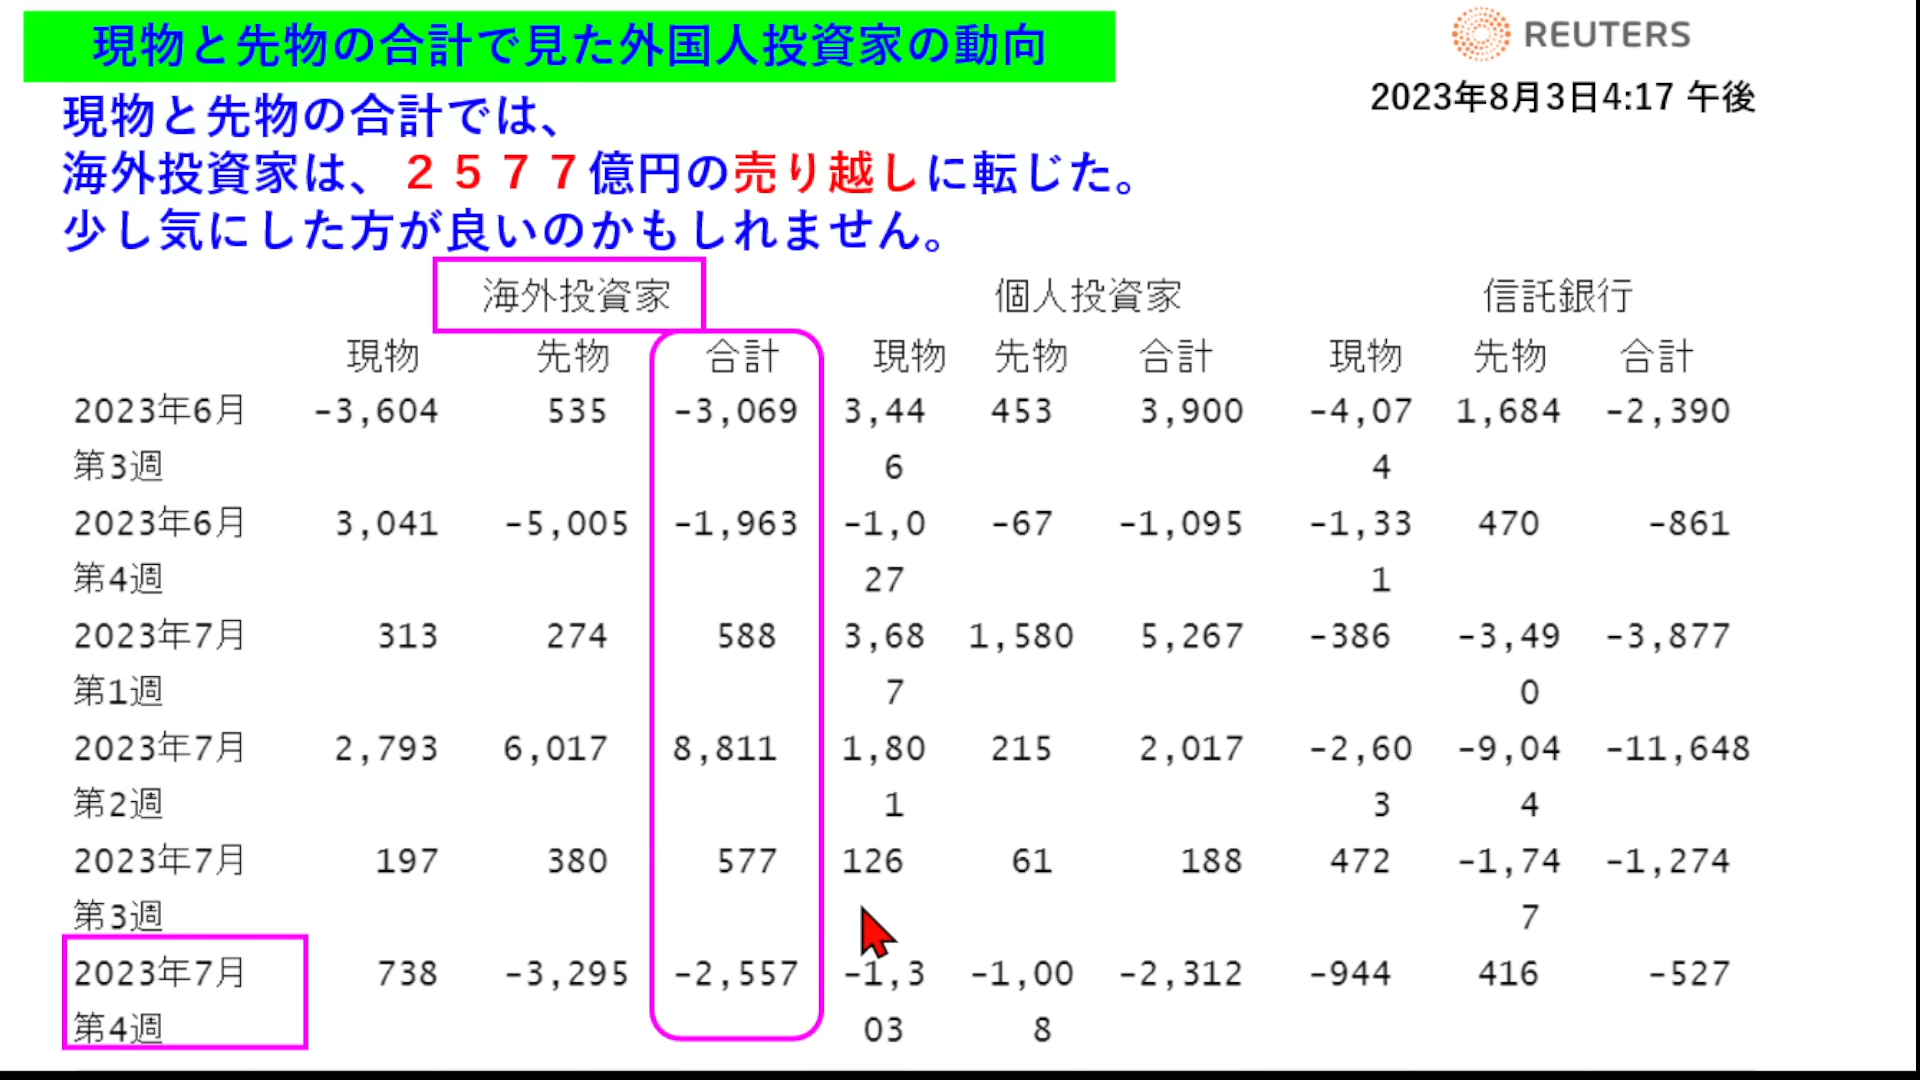 現物と先物の合計で見た外国人投資家の動向
REUTERS
2023年8月3日4:17 午後
現物と先物の合計では、
海外投資家は、２５７７億円の売り越しに転じた。
少し気にした方が良いのかもしれません。
海外投資家 個人投資家 信託銀行
現物 先物 合計 現物 先物 合計 現物 先物 合計
2023年6月 -3,604 535 -3,069 3,44 453 3,900 -4,07 1,684 -2,390
第3週 6 4
2023年6月 3,041 -5,005 -1,963 -1,0 -67 -1,095 -1,33 470 -861
第4週 27 1
2023年7月 313 274 588 3,68 1,580 5,267 -386 -3,49 -3,877
第1週 7 0
2023年7月 2,793 6,017 8,811 1,80 215 2,017 -2,60 -9,04 -11,648
第2週 1 3 4
2023年7月 197 380 577 126 61 188 472 -1,74 -1,274
第3週 7
2023年7月 738 -3,295 -2,557 -1,3 -1,00 -2,312 -944 416 -527
第4週 03 8